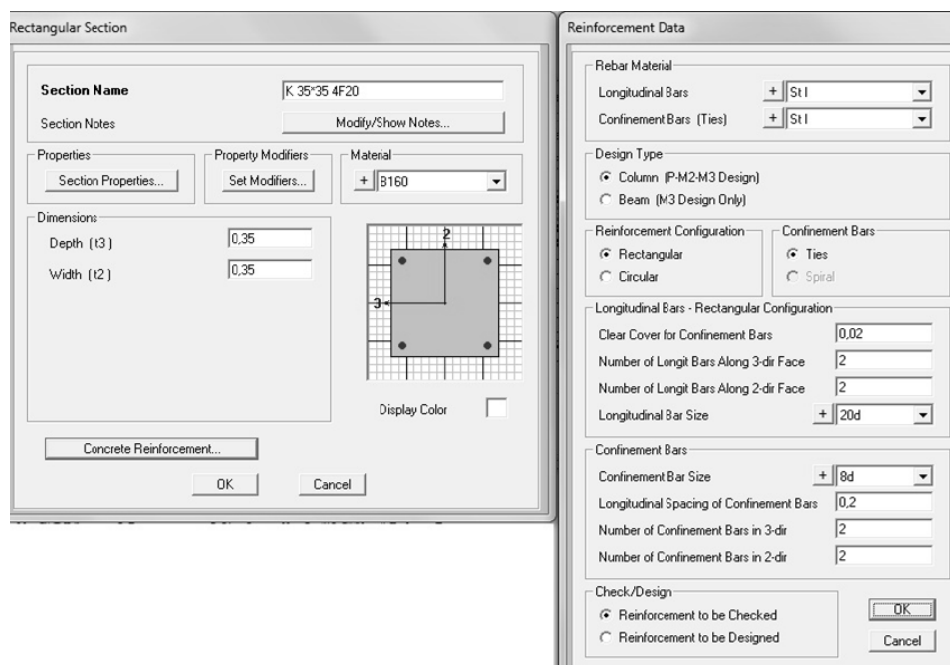 Rectangular Section
Section Name K 35*35 4F20
Section Notes Modify/Show Notes...
Properties Property Modifiers Material
Section Properties... Set Modifiers... + B160
Dimensions
Depth (t3) 0,35
Width (t2) 0,35
2
3
Display Color
Concrete Reinforcement...
OK Cancel
Reinforcement Data
Rebar Material
Longitudinal Bars + St I
Confinement Bars (Ties) + St I
Design Type
Column (P-M2-M3 Design)
Beam (M3 Design Only)
Reinforcement Configuration Confinement Bars
Rectangular Ties
Circular Spiral
Longitudinal Bars - Rectangular Configuration
Clear Cover for Confinement Bars 0,02
Number of Longit Bars Along 3-dir Face 2
Number of Longit Bars Along 2-dir Face 2
Longitudinal Bar Size + 20d
Confinement Bars
Confinement Bar Size + 8d
Longitudinal Spacing of Confinement Bars 0,2
Number of Confinement Bars in 3-dir 2
Number of Confinement Bars in 2-dir 2
Check/Design
Reinforcement to be Checked OK
Reinforcement to be Designed Cancel